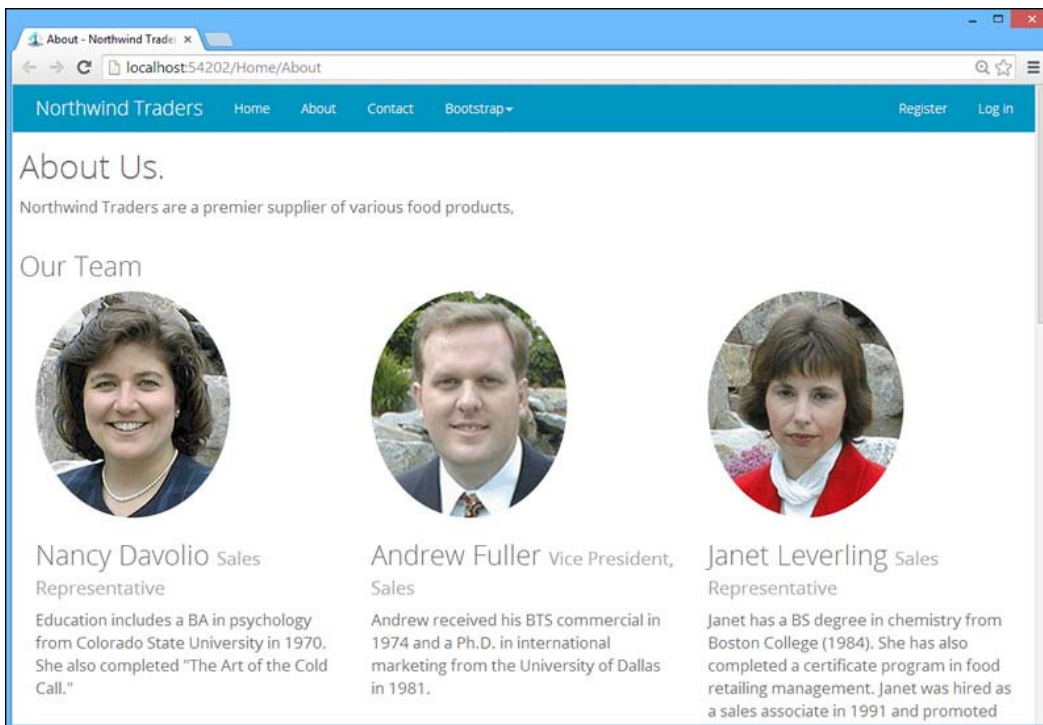 About - Northwind Trade
localhost:54202/Home/About
Northwind Traders Home About Contact Bootstrap Register Log in
About Us.
Northwind Traders are a premier supplier of various food products,
Our Team
Nancy Davolio Sales
Representative
Education includes a BA in psychology
from Colorado State University in 1970.
She also completed "The Art of the Cold
Call."
Andrew Fuller Vice President,
Sales
Andrew received his BTS commercial in
1974 and a Ph.D. in international
marketing from the University of Dallas
in 1981.
Janet Leverling Sales
Representative
Janet has a BS degree in chemistry from
Boston College (1984). She has also
completed a certificate program in food
retailing management. Janet was hired as
a sales associate in 1991 and promoted